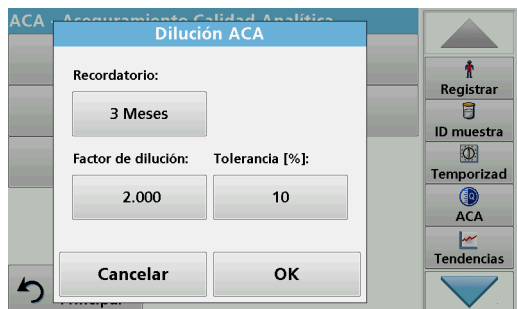 ACA - Aseguramiento Calidad Analítica
Dilución ACA
Recordatorio:
3 Meses
Factor de dilución: Tolerancia [%]:
2.000 10
Cancelar OK
Principal
Registrar
ID muestra
Temporizad
ACA
Tendencias